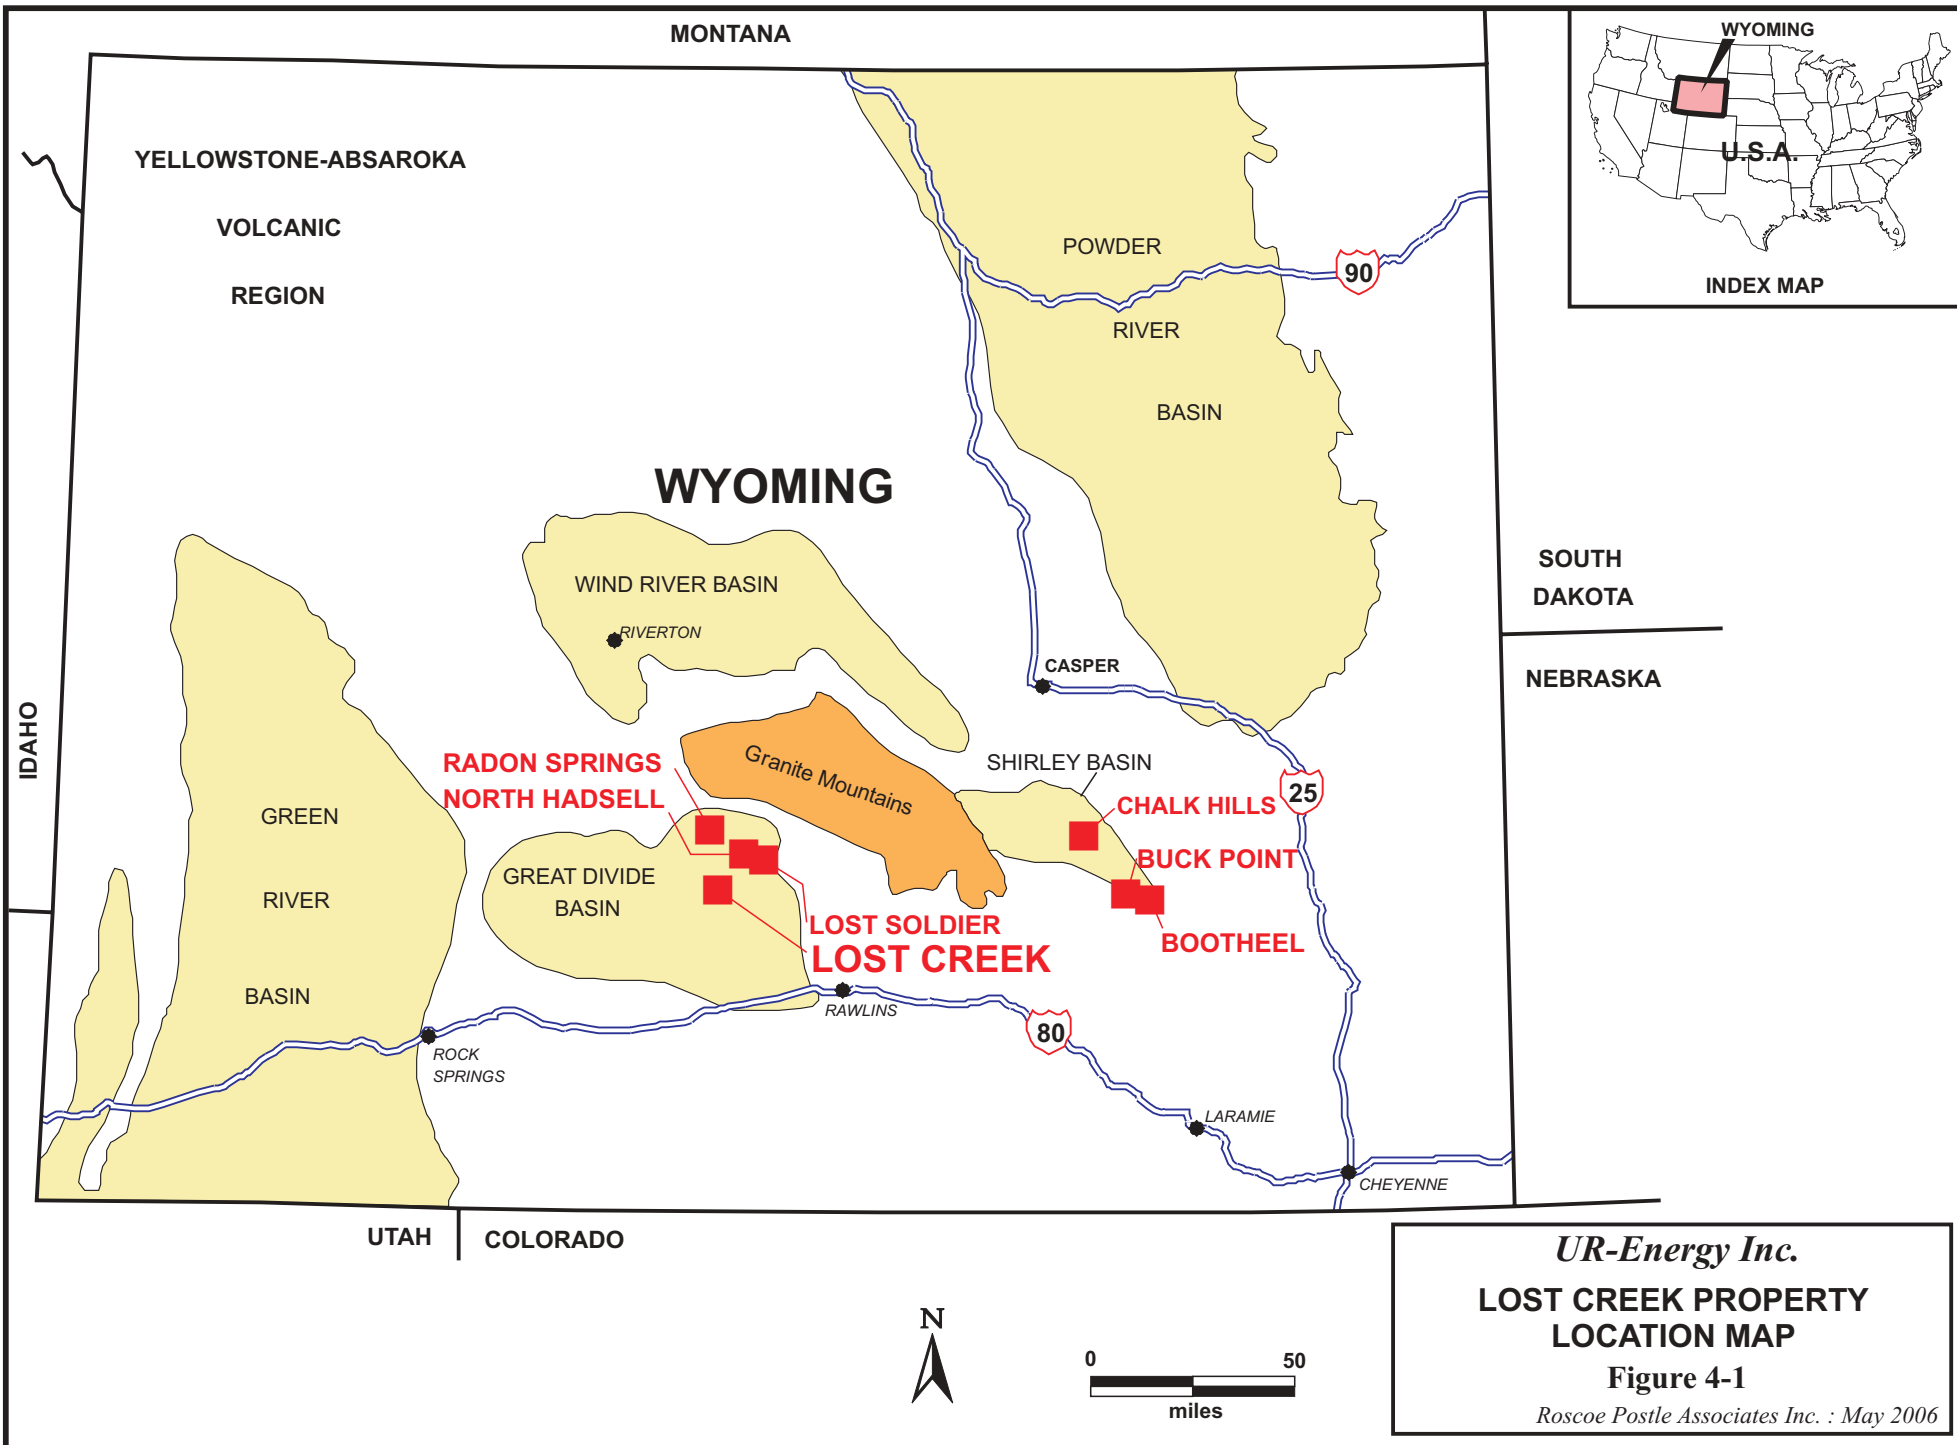 MONTANA
WYOMING
U.S.A.
INDEX MAP
YELLOWSTONE-ABSAROKA
VOLCANIC
REGION
POWDER
90
RIVER
BASIN
WYOMING
SOUTH
DAKOTA
WIND RIVER BASIN
RIVERTON
CASPER
NEBRASKA
IDAHO
RADON SPRINGS
NORTH HADSELL
Granite Mountains
SHIRLEY BASIN
25
CHALK HILLS
GREEN
RIVER
BASIN
GREAT DIVIDE
BASIN
BUCK POINT
LOST SOLDIER
LOST CREEK
BOOTHEEL
RAWLINS
80
ROCK
SPRINGS
LARAMIE
CHEYENNE
UTAH
COLORADO
N
0
50
miles
UR-Energy Inc.
LOST CREEK PROPERTY
LOCATION MAP
Figure 4-1
Roscoe Postle Associates Inc. : May 2006